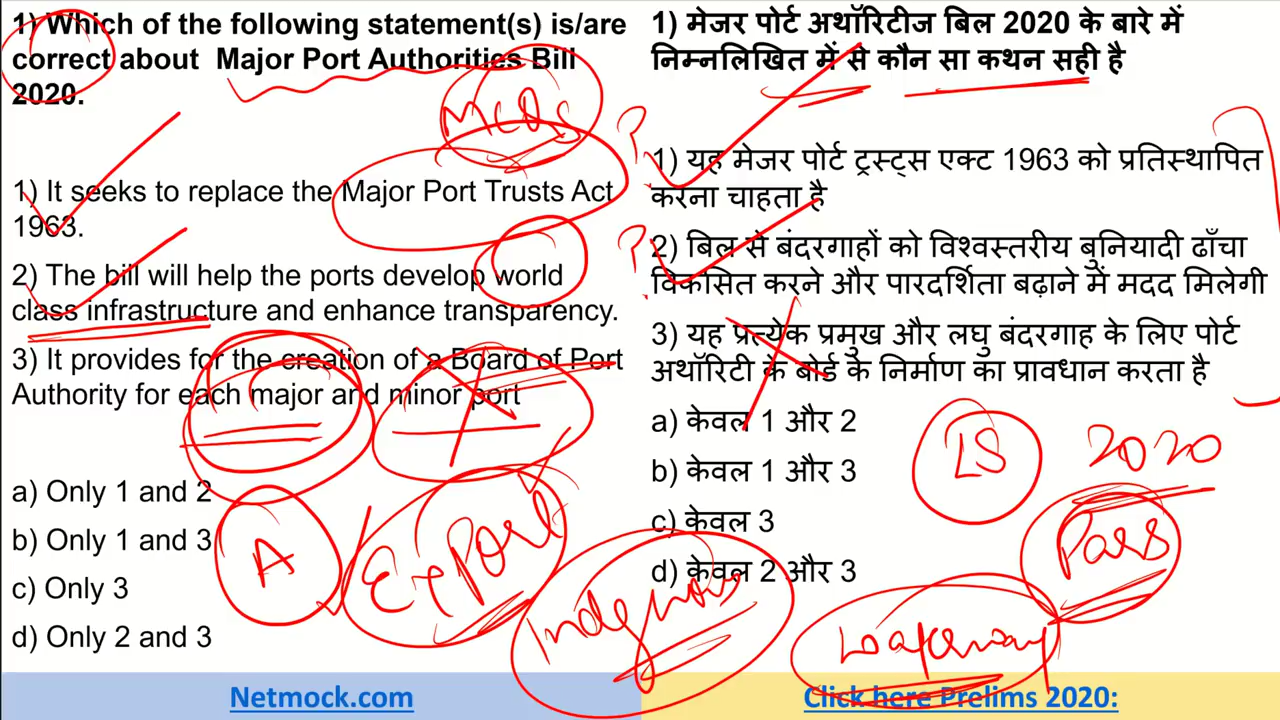 1) Which of the following statement(s) is/are
correct about Major Port Authorities Bill
2020.
1) It seeks to replace the Major Port Trusts Act
1963.
2) The bill will help the ports develop world
class infrastructure and enhance transparency.
3) It provides for the creation of a Board of Port
Authority for each major and minor port
a) Only 1 and 2
b) Only 1 and 3
c) Only 3
d) Only 2 and 3
1) मेजर पोर्ट अथॉरिटीज बिल 2020 के बारे में
निम्नलिखित में से कौन सा कथन सही है
1) यह मेजर पोर्ट ट्रस्ट्स एक्ट 1963 को प्रतिस्थापित
करना चाहता है
2) बिल से बंदरगाहों को विश्वस्तरीय बुनियादी ढाँचा
विकसित करने और पारदर्शिता बढ़ाने में मदद मिलेगी
3) यह प्रत्येक प्रमुख और लघु बंदरगाह के लिए पोर्ट
अथॉरिटी के बोर्ड के निर्माण का प्रावधान करता है
a) केवल 1 और 2
b) केवल 1 और 3
c) केवल 3
d) केवल 2 और 3
MCQs
?
?
LS
2020
Pass
A
Export
Netmock.com
Click here Prelims 2020: